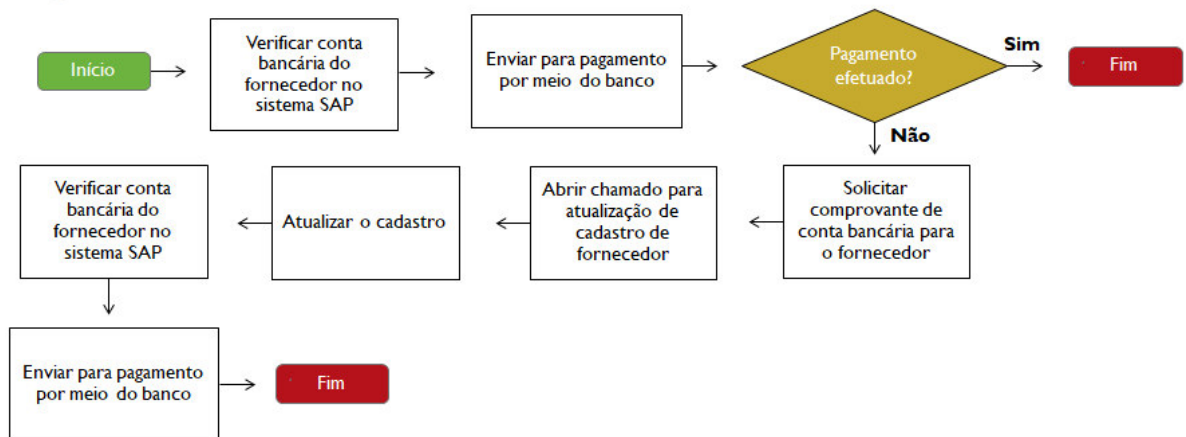 Início
Verificar conta
bancária do
fornecedor no
sistema SAP
Enviar para pagamento
por meio do banco
Pagamento
efetuado?
Sim
Fim
Não
Solicitar
comprovante de
conta bancária para
o fornecedor
Abrir chamado para
atualização de
cadastro de
fornecedor
Atualizar o cadastro
Verificar conta
bancária do
fornecedor no
sistema SAP
Enviar para pagamento
por meio do banco
Fim